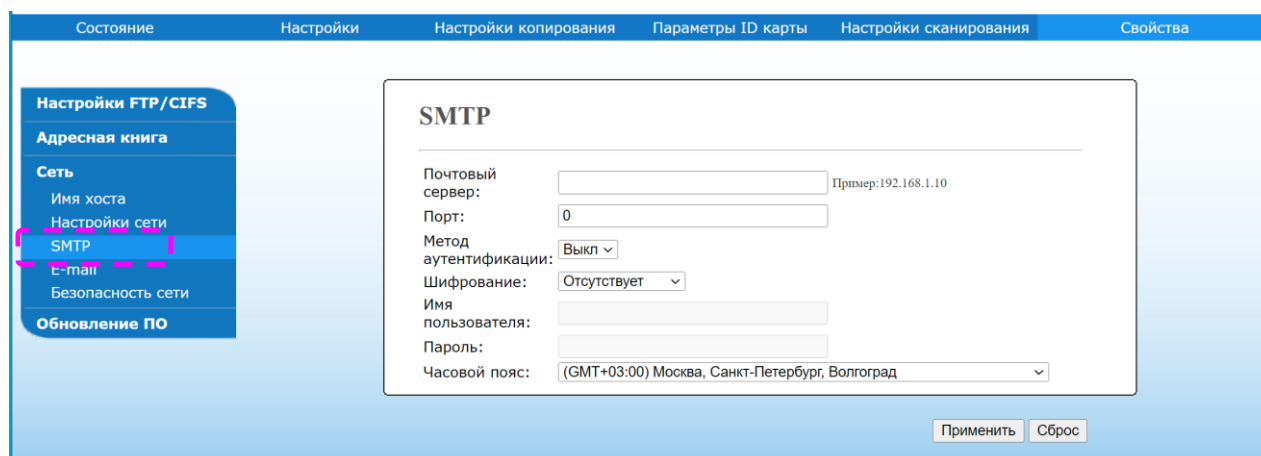 Состояние Настройки Настройки копирования Параметры ID карты Настройки сканирования Свойства
Настройки FTP/CIFS
Адресная книга
Сеть
Имя хоста
Настройки сети
SMTP
E-mail
Безопасность сети
Обновление ПО
SMTP
Почтовый
сервер: Пример:192.168.1.10
Порт: 0
Метод
аутентификации: Выкл
Шифрование: Отсутствует
Имя
пользователя:
Пароль:
Часовой пояс: (GMT+03:00) Москва, Санкт-Петербург, Волгоград
Применить Сброс